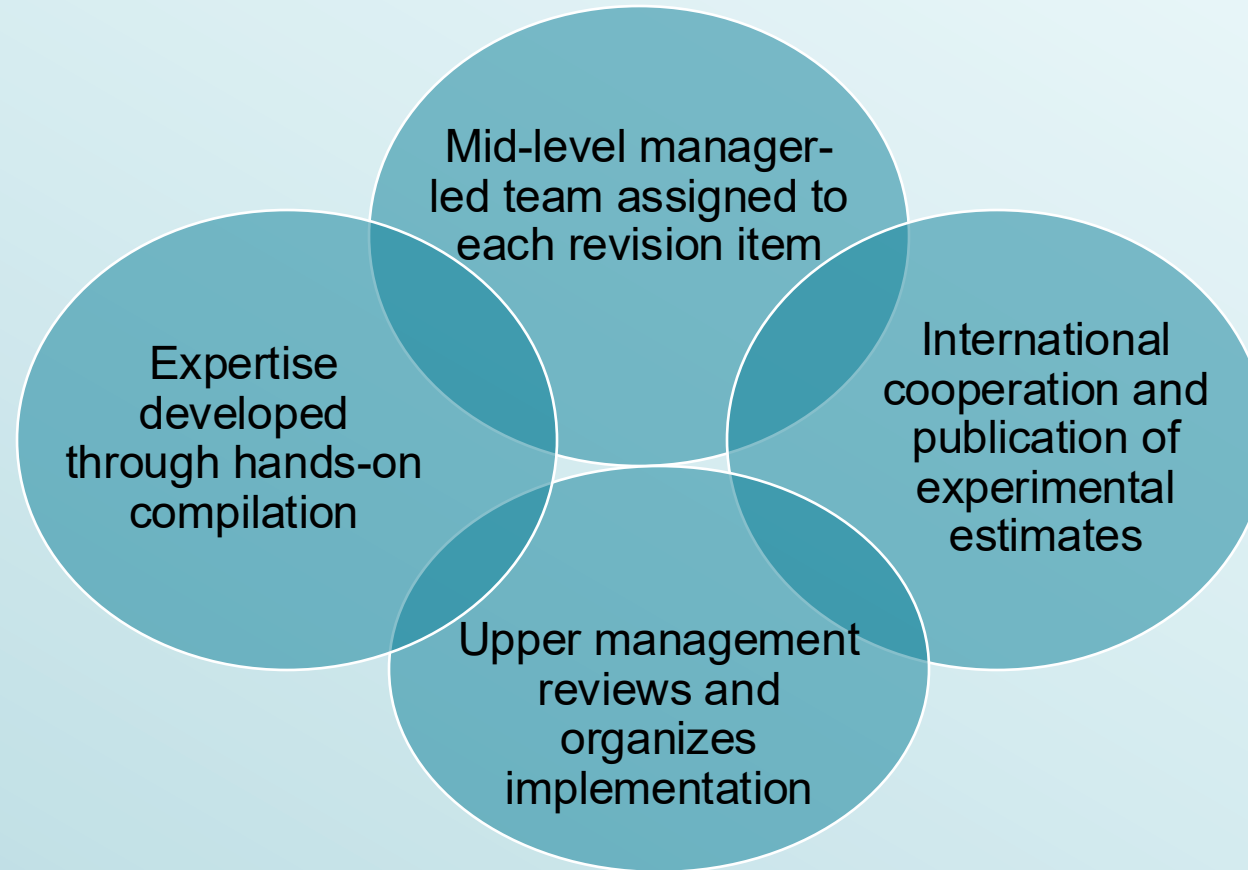 Mid-level manager-
led team assigned to
each revision item
Expertise
developed
through hands-on
compilation
International
cooperation and
publication of
experimental
estimates
Upper management
reviews and
organizes
implementation